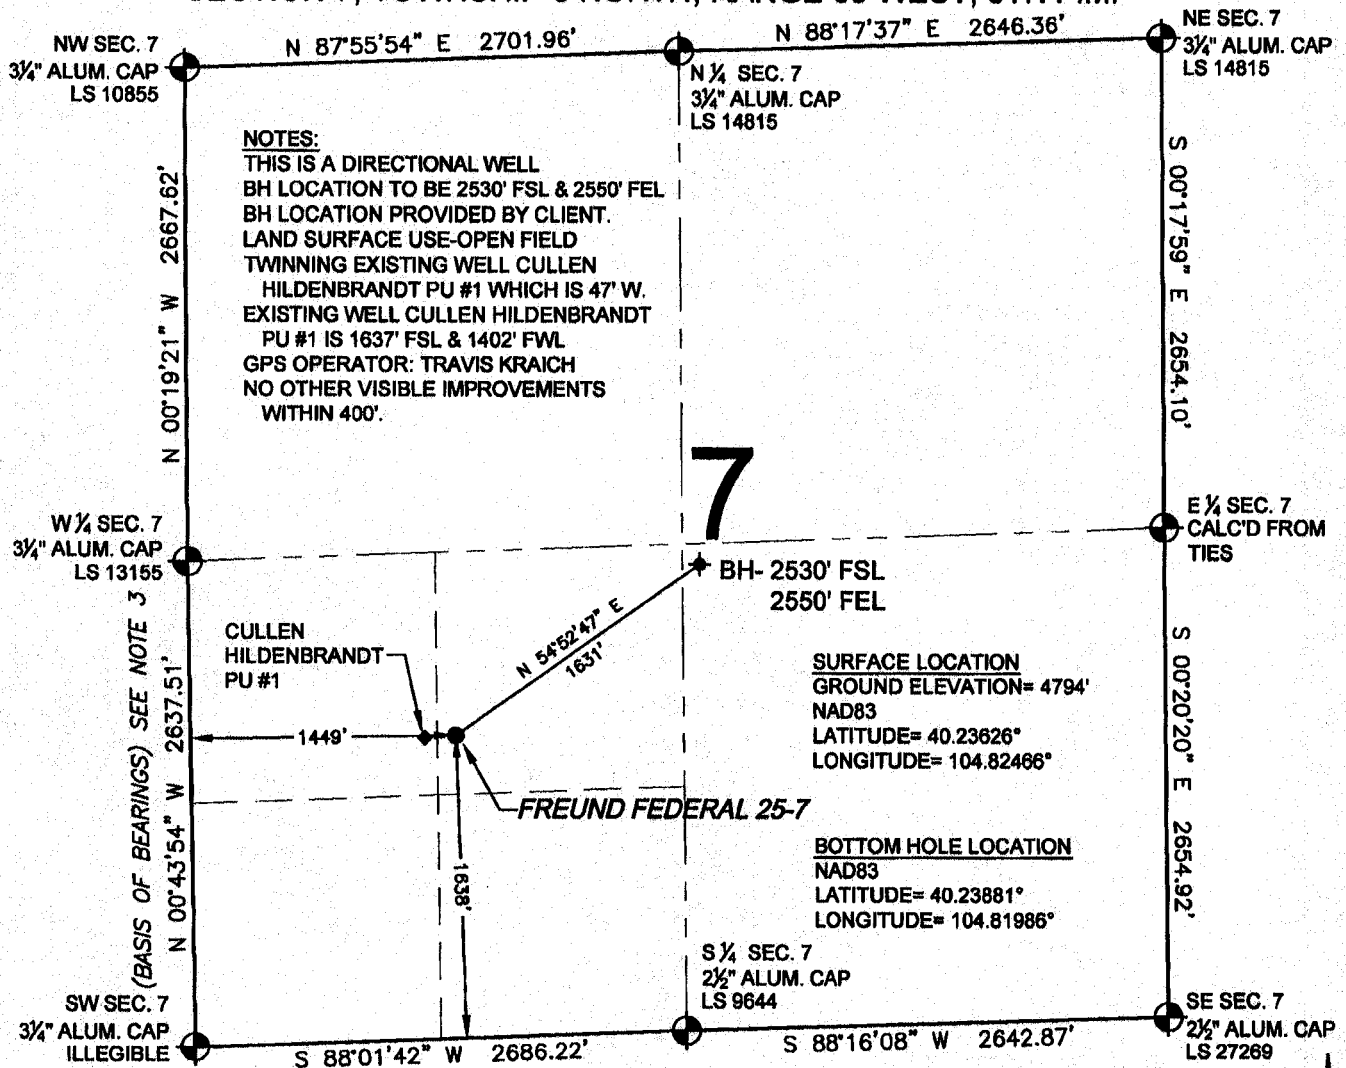 N 87°55'54" E 2701.96'
N 88°17'37" E 2646.36'
NW SEC. 7
3¼" ALUM. CAP
LS 10855
N ¼ SEC. 7
3¼" ALUM. CAP
LS 14815
NE SEC. 7
3¼" ALUM. CAP
LS 14815
NOTES:
THIS IS A DIRECTIONAL WELL
BH LOCATION TO BE 2530' FSL & 2550' FEL
BH LOCATION PROVIDED BY CLIENT.
LAND SURFACE USE-OPEN FIELD
TWINNING EXISTING WELL CULLEN
HILDENBRANDT PU #1 WHICH IS 47' W.
EXISTING WELL CULLEN HILDENBRANDT
PU #1 IS 1637' FSL & 1402' FWL
GPS OPERATOR: TRAVIS KRAICH
NO OTHER VISIBLE IMPROVEMENTS
WITHIN 400'.
N 00°19'21" W 2667.62'
S 00°17'59" E 2654.10'
7
W ¼ SEC. 7
3¼" ALUM. CAP
LS 13155
E ¼ SEC. 7
CALC'D FROM
TIES
BH- 2530' FSL
2550' FEL
N 54°52'47" E
1631'
CULLEN
HILDENBRANDT
PU #1
1449'
1638'
FREUND FEDERAL 25-7
SURFACE LOCATION
GROUND ELEVATION= 4794'
NAD83
LATITUDE= 40.23626°
LONGITUDE= 104.82466°
BOTTOM HOLE LOCATION
NAD83
LATITUDE= 40.23881°
LONGITUDE= 104.81986°
(BASIS OF BEARINGS) SEE NOTE 3
N 00°43'54" W 2637.51'
S 00°20'20" E 2654.92'
S ¼ SEC. 7
2½" ALUM. CAP
LS 9644
SW SEC. 7
3¼" ALUM. CAP
ILLEGIBLE
SE SEC. 7
2½" ALUM. CAP
LS 27269
S 88°01'42" W 2686.22'
S 88°16'08" W 2642.87'